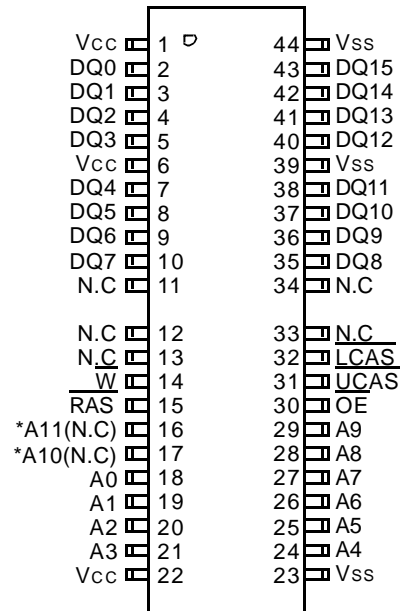 Vcc 1 44 Vss
DQ0 2 43 DQ15
DQ1 3 42 DQ14
DQ2 4 41 DQ13
DQ3 5 40 DQ12
Vcc 6 39 Vss
DQ4 7 38 DQ11
DQ5 8 37 DQ10
DQ6 9 36 DQ9
DQ7 10 35 DQ8
N.C 11 34 N.C
N.C 12 33 N.C
N.C 13 32 LCAS
W 14 31 UCAS
RAS 15 30 OE
*A11(N.C) 16 29 A9
*A10(N.C) 17 28 A8
A0 18 27 A7
A1 19 26 A6
A2 20 25 A5
A3 21 24 A4
Vcc 22 23 Vss